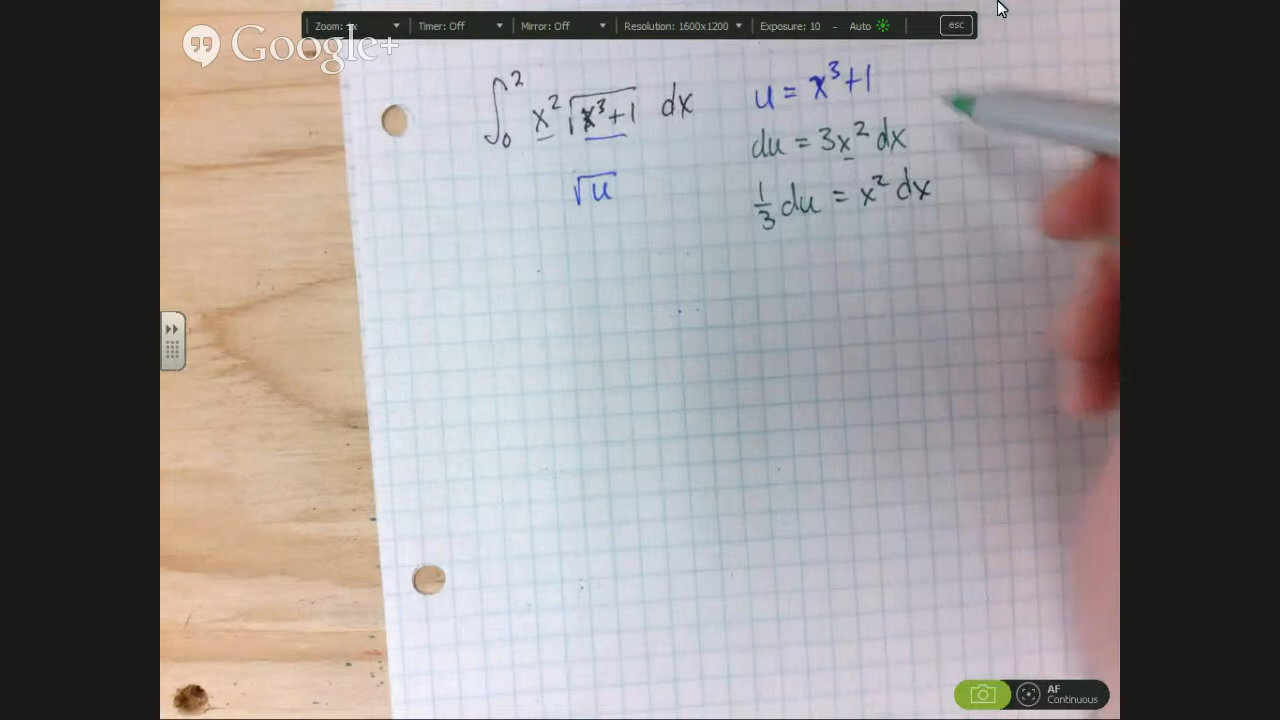 Zoom: 1x Timer: Off Mirror: Off Resolution: 1600x1200 Exposure: 10 - Auto esc
Google+
∫₀² x² √(x³+1) dx
u = x³+1
du = 3x² dx
√u
1/3 du = x² dx
AF
Continuous